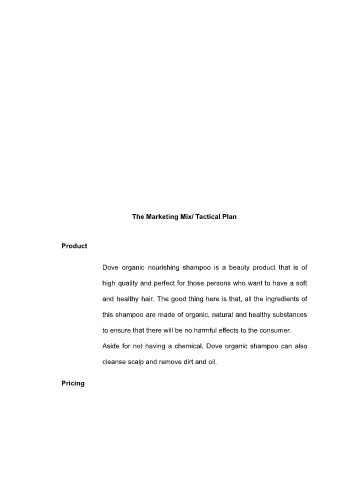 The Marketing Mix/ Tactical Plan
Product
Dove organic nourishing shampoo is a beauty product that is of
high quality and perfect for those persons who want to have a soft
and healthy hair. The good thing here is that, all the ingredients of
this shampoo are made of organic, natural and healthy substances
to ensure that there will be no harmful effects to the consumer.
Aside for not having a chemical, Dove organic shampoo can also
cleanse scalp and remove dirt and oil.
Pricing